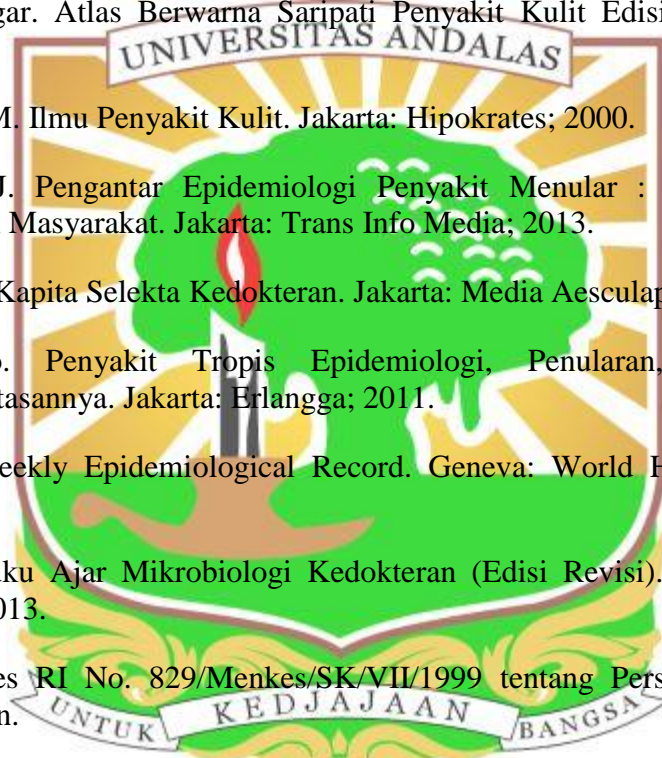 gar. Atlas Berwarna Saripati Penyakit Kulit Edisi
UNIVERSITAS ANDALAS
M. Ilmu Penyakit Kulit. Jakarta: Hipokrates; 2000.
J. Pengantar Epidemiologi Penyakit Menular :
Masyarakat. Jakarta: Trans Info Media; 2013.
Kapita Selekta Kedokteran. Jakarta: Media Aesculap
. Penyakit Tropis Epidemiologi, Penularan,
tasannya. Jakarta: Erlangga; 2011.
eekly Epidemiological Record. Geneva: World H
ku Ajar Mikrobiologi Kedokteran (Edisi Revisi).
013.
es RI No. 829/Menkes/SK/VII/1999 tentang Pers
n.
UNTUK KEDJAJAAN BANGSA